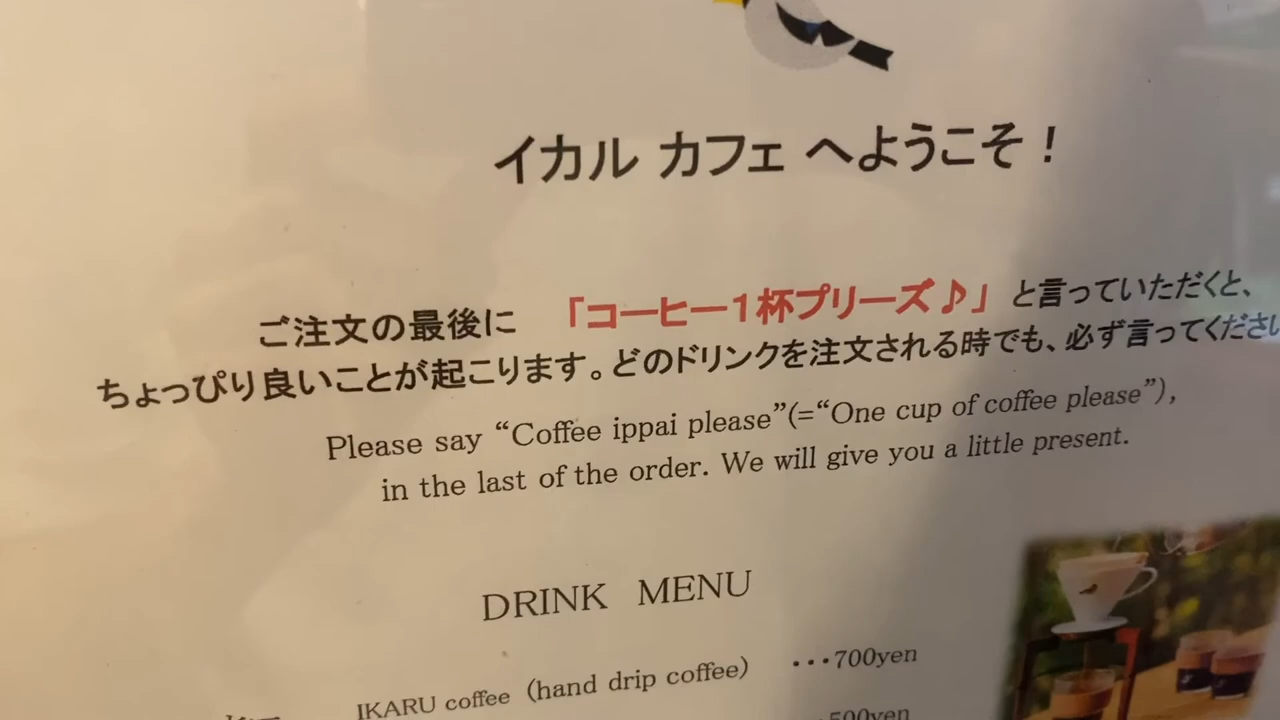 イカル カフェ へようこそ！
ご注文の最後に 「コーヒー１杯プリーズ♪」 と言っていただくと、
ちょっぴり良いことが起こります。どのドリンクを注文される時でも、必ず言ってくださ
Please say “Coffee ippai please”(=“One cup of coffee please”),
in the last of the order. We will give you a little present.
DRINK MENU
IKARU coffee (hand drip coffee) ・・・700yen
500yen